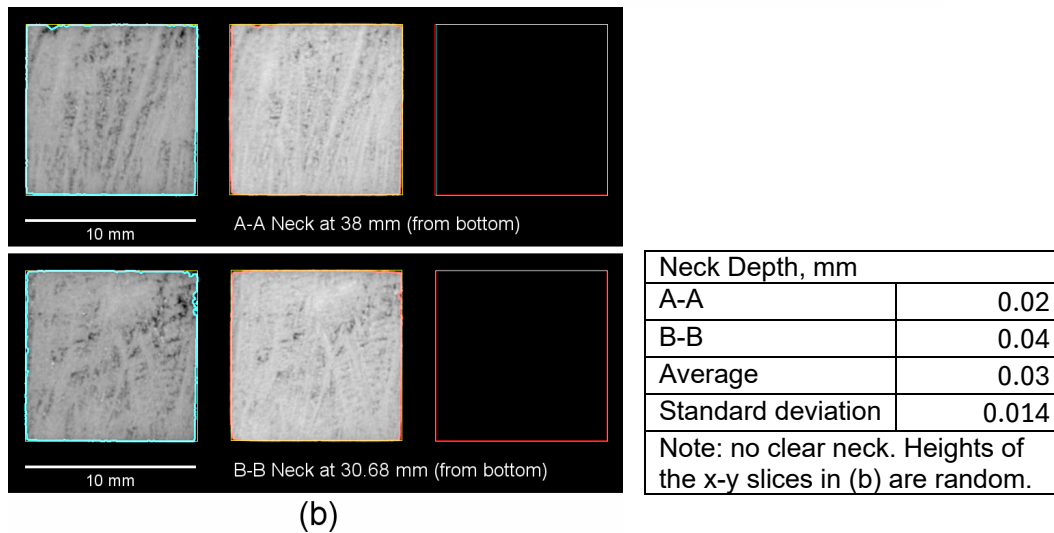 10 mm
A-A Neck at 38 mm (from bottom)
10 mm
B-B Neck at 30.68 mm (from bottom)
(b)
Neck Depth, mm
A-A 0.02
B-B 0.04
Average 0.03
Standard deviation 0.014
Note: no clear neck. Heights of
the x-y slices in (b) are random.